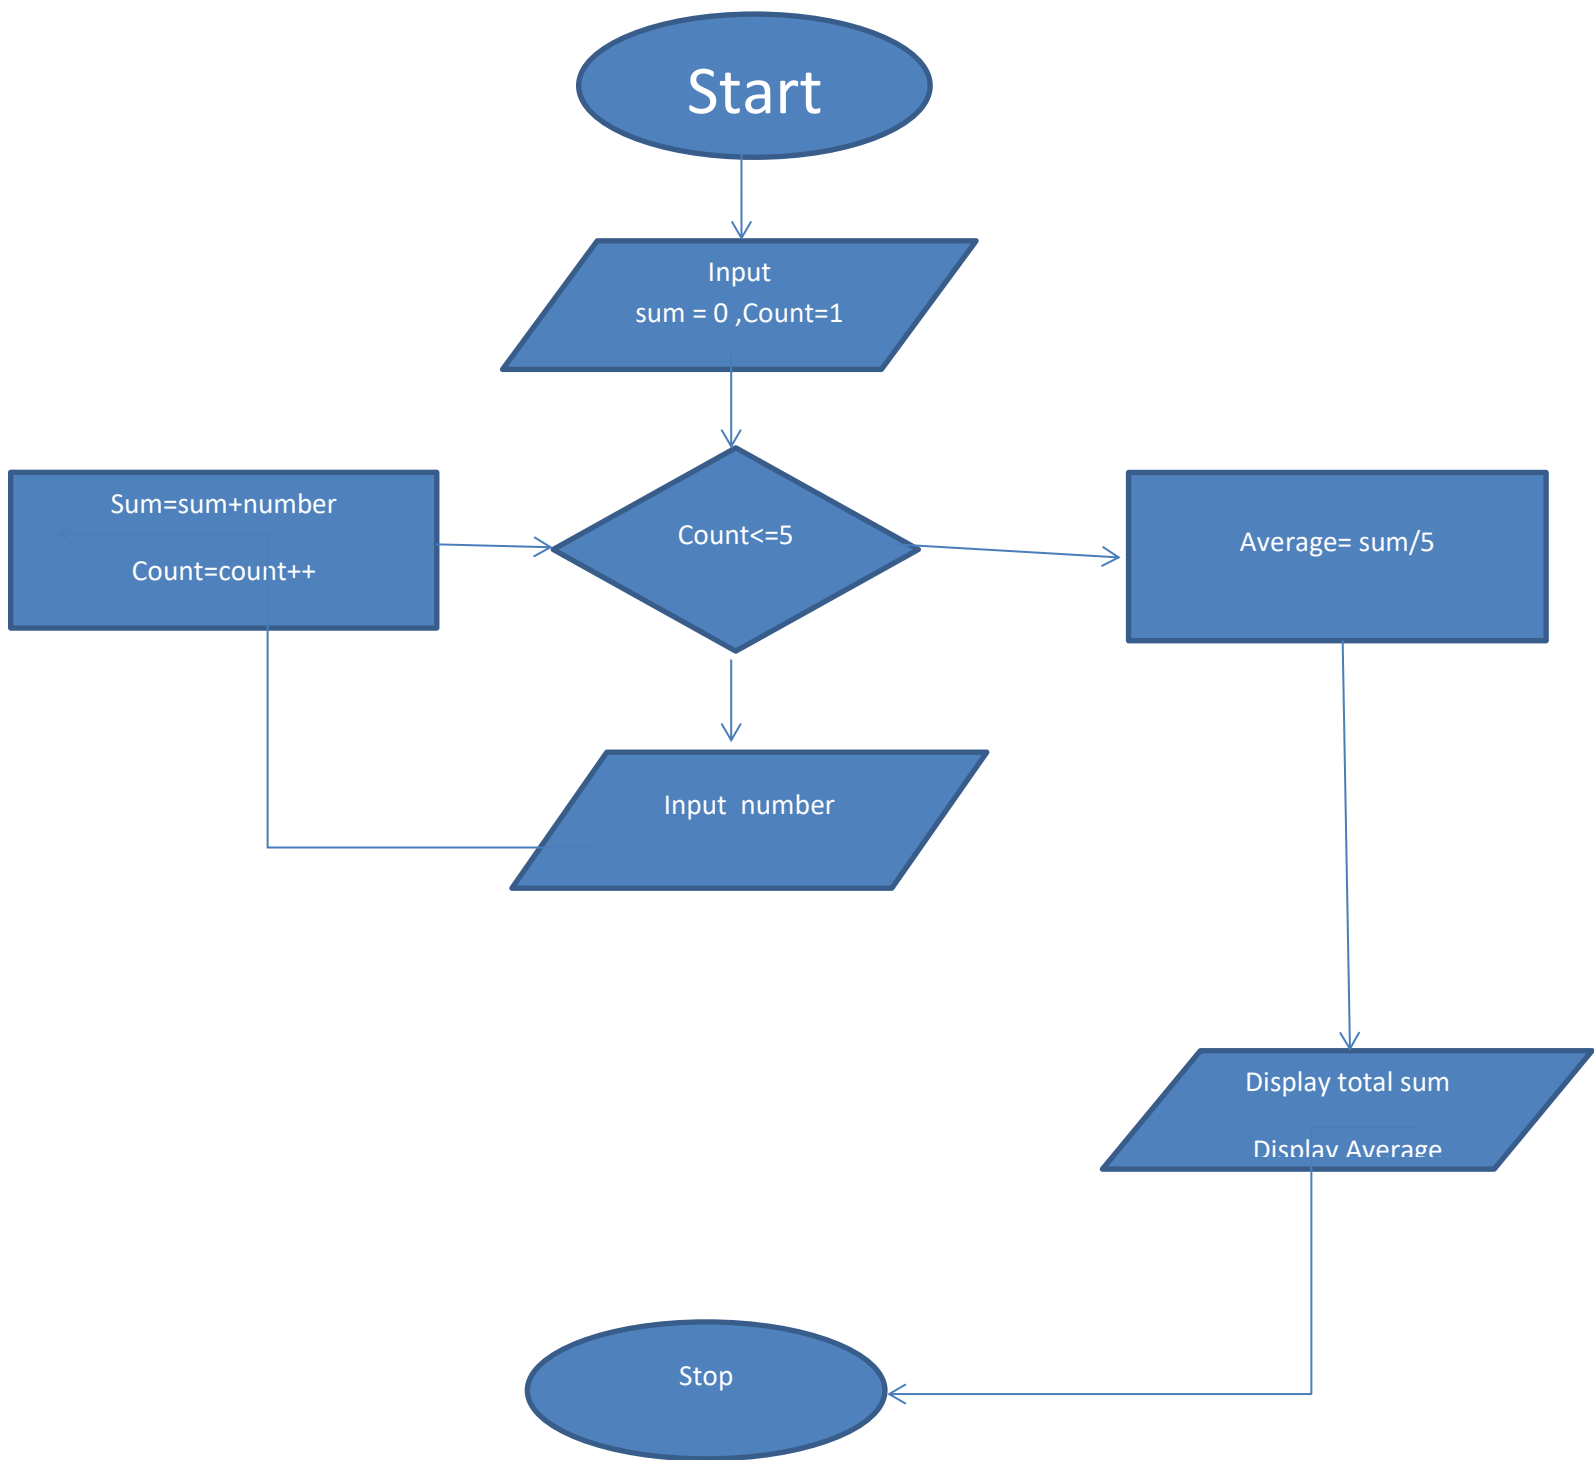 Start
Input
sum = 0 ,Count=1
Sum=sum+number
Count=count++
Count<=5
Average= sum/5
Input  number
Display total sum
Display Average
Stop